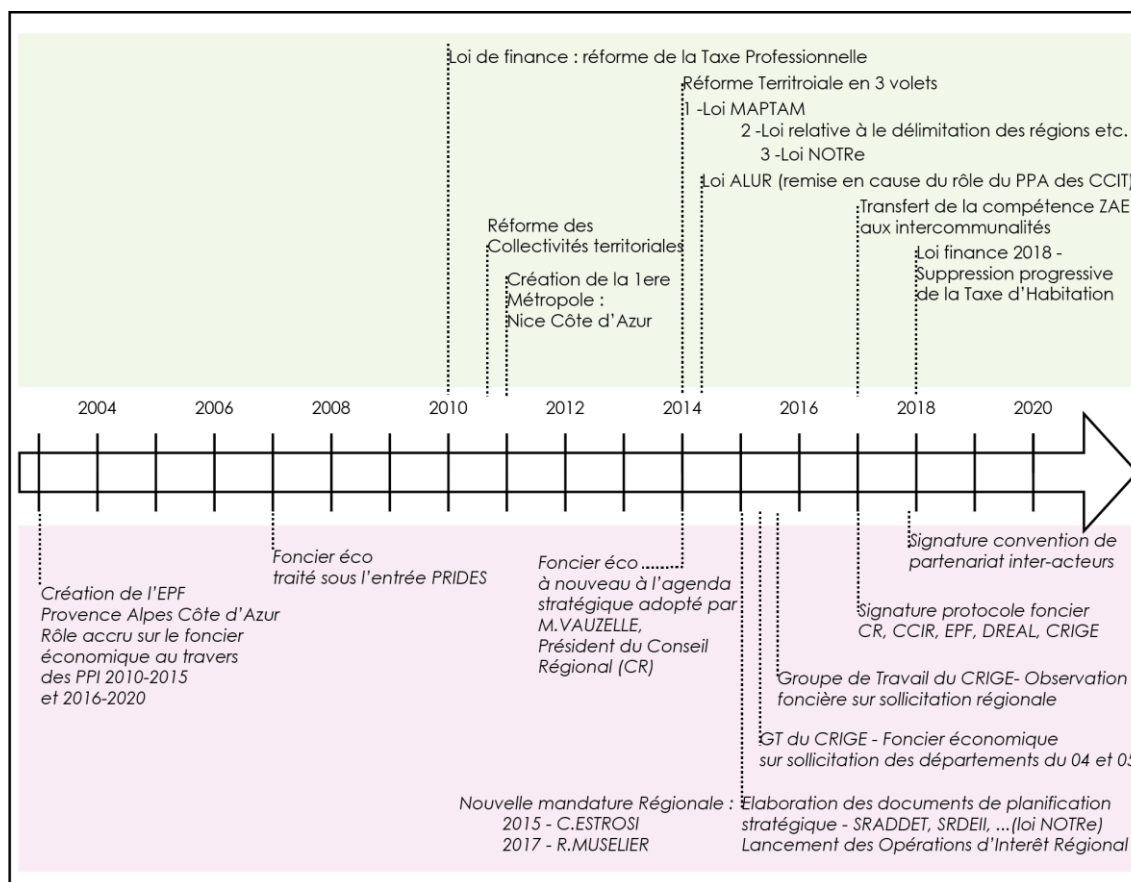 Loi de finance : réforme de la Taxe Professionnelle
Réforme Territroiale en 3 volets
1 -Loi MAPTAM
2 -Loi relative à le délimitation des régions etc.
3 -Loi NOTRe
Loi ALUR (remise en cause du rôle du PPA des CCIT)
Transfert de la compétence ZAE
aux intercommunalités
Réforme des
Collectivités territoriales
Loi finance 2018 -
Suppression progressive
de la Taxe d'Habitation
Création de la 1ere
Métropole :
Nice Côte d'Azur
2004 2006 2008 2010 2012 2014 2016 2018 2020
Création de l'EPF
Provence Alpes Côte d'Azur
Rôle accru sur le foncier
économique au travers
des PPI 2010-2015
et 2016-2020
Foncier éco
traité sous l'entrée PRIDES
Foncier éco ........
à nouveau à l'agenda
stratégique adopté par
M.VAUZELLE,
Président du Conseil
Régional (CR)
Signature convention de
partenariat inter-acteurs
Signature protocole foncier
CR, CCIR, EPF, DREAL, CRIGE
Groupe de Travail du CRIGE- Observation
foncière sur sollicitation régionale
GT du CRIGE - Foncier économique
sur sollicitation des départements du 04 et 05
Nouvelle mandature Régionale :
2015 - C.ESTROSI
2017 - R.MUSELIER
Elaboration des documents de planification
stratégique - SRADDET, SRDEII, ...(loi NOTRe)
Lancement des Opérations d'Interêt Régional